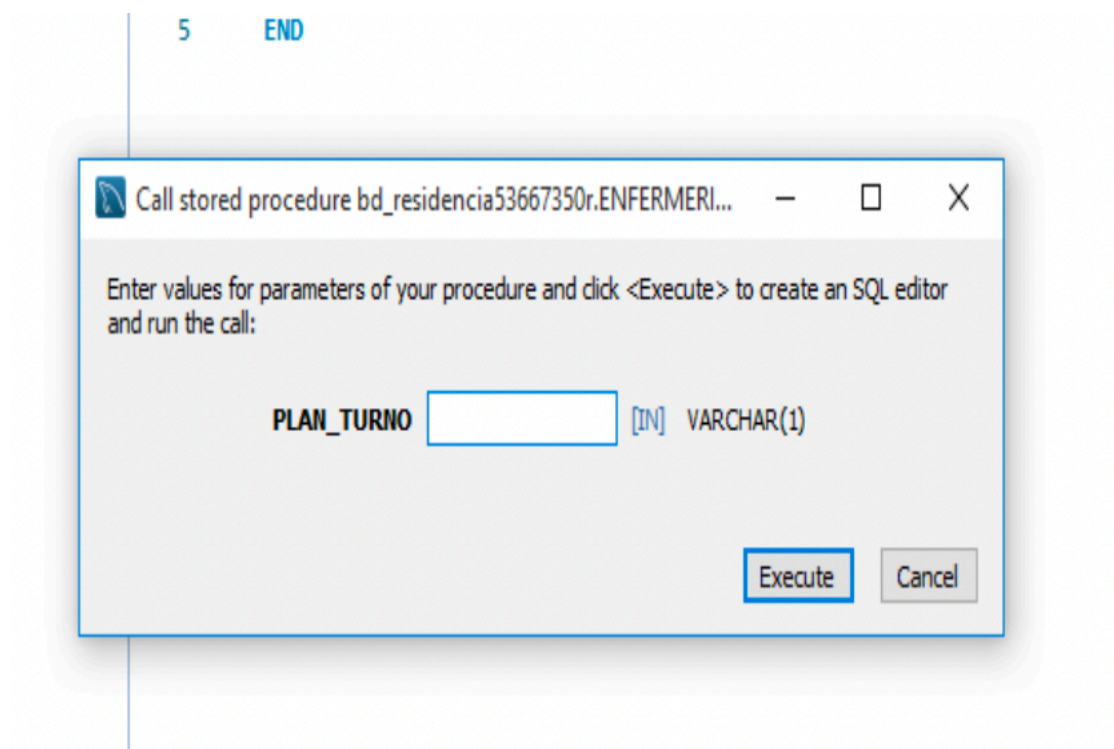 5 END
Call stored procedure bd_residencia53667350r.ENFERMERI...
Enter values for parameters of your procedure and click <Execute> to create an SQL editor
and run the call:
PLAN_TURNO [IN] VARCHAR(1)
Execute Cancel